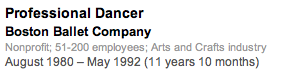 Professional Dancer
Boston Ballet Company
Nonprofit; 51-200 employees; Arts and Crafts industry
August 1980 – May 1992 (11 years 10 months)